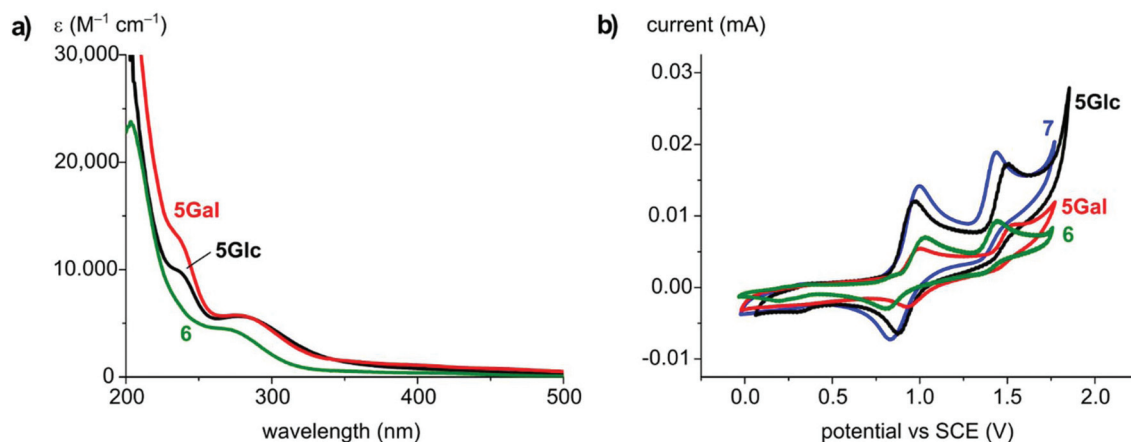 a) ε (M⁻¹ cm⁻¹)
30,000
20,000
10.000
0
5Gal
5Glc
6
200 300 400 500
wavelength (nm)
b) current (mA)
0.03
0.02
0.01
0.00
-0.01
7
5Glc
5Gal
6
0.0 0.5 1.0 1.5 2.0
potential vs SCE (V)